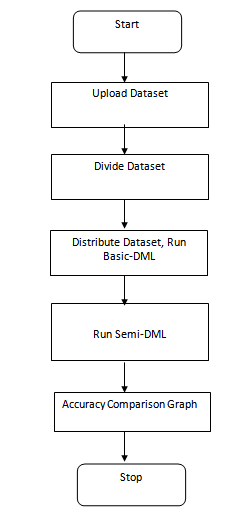 Start
Upload Dataset
Divide Dataset
Distribute Dataset, Run
Basic-DML
Run Semi-DML
Accuracy Comparison Graph
Stop